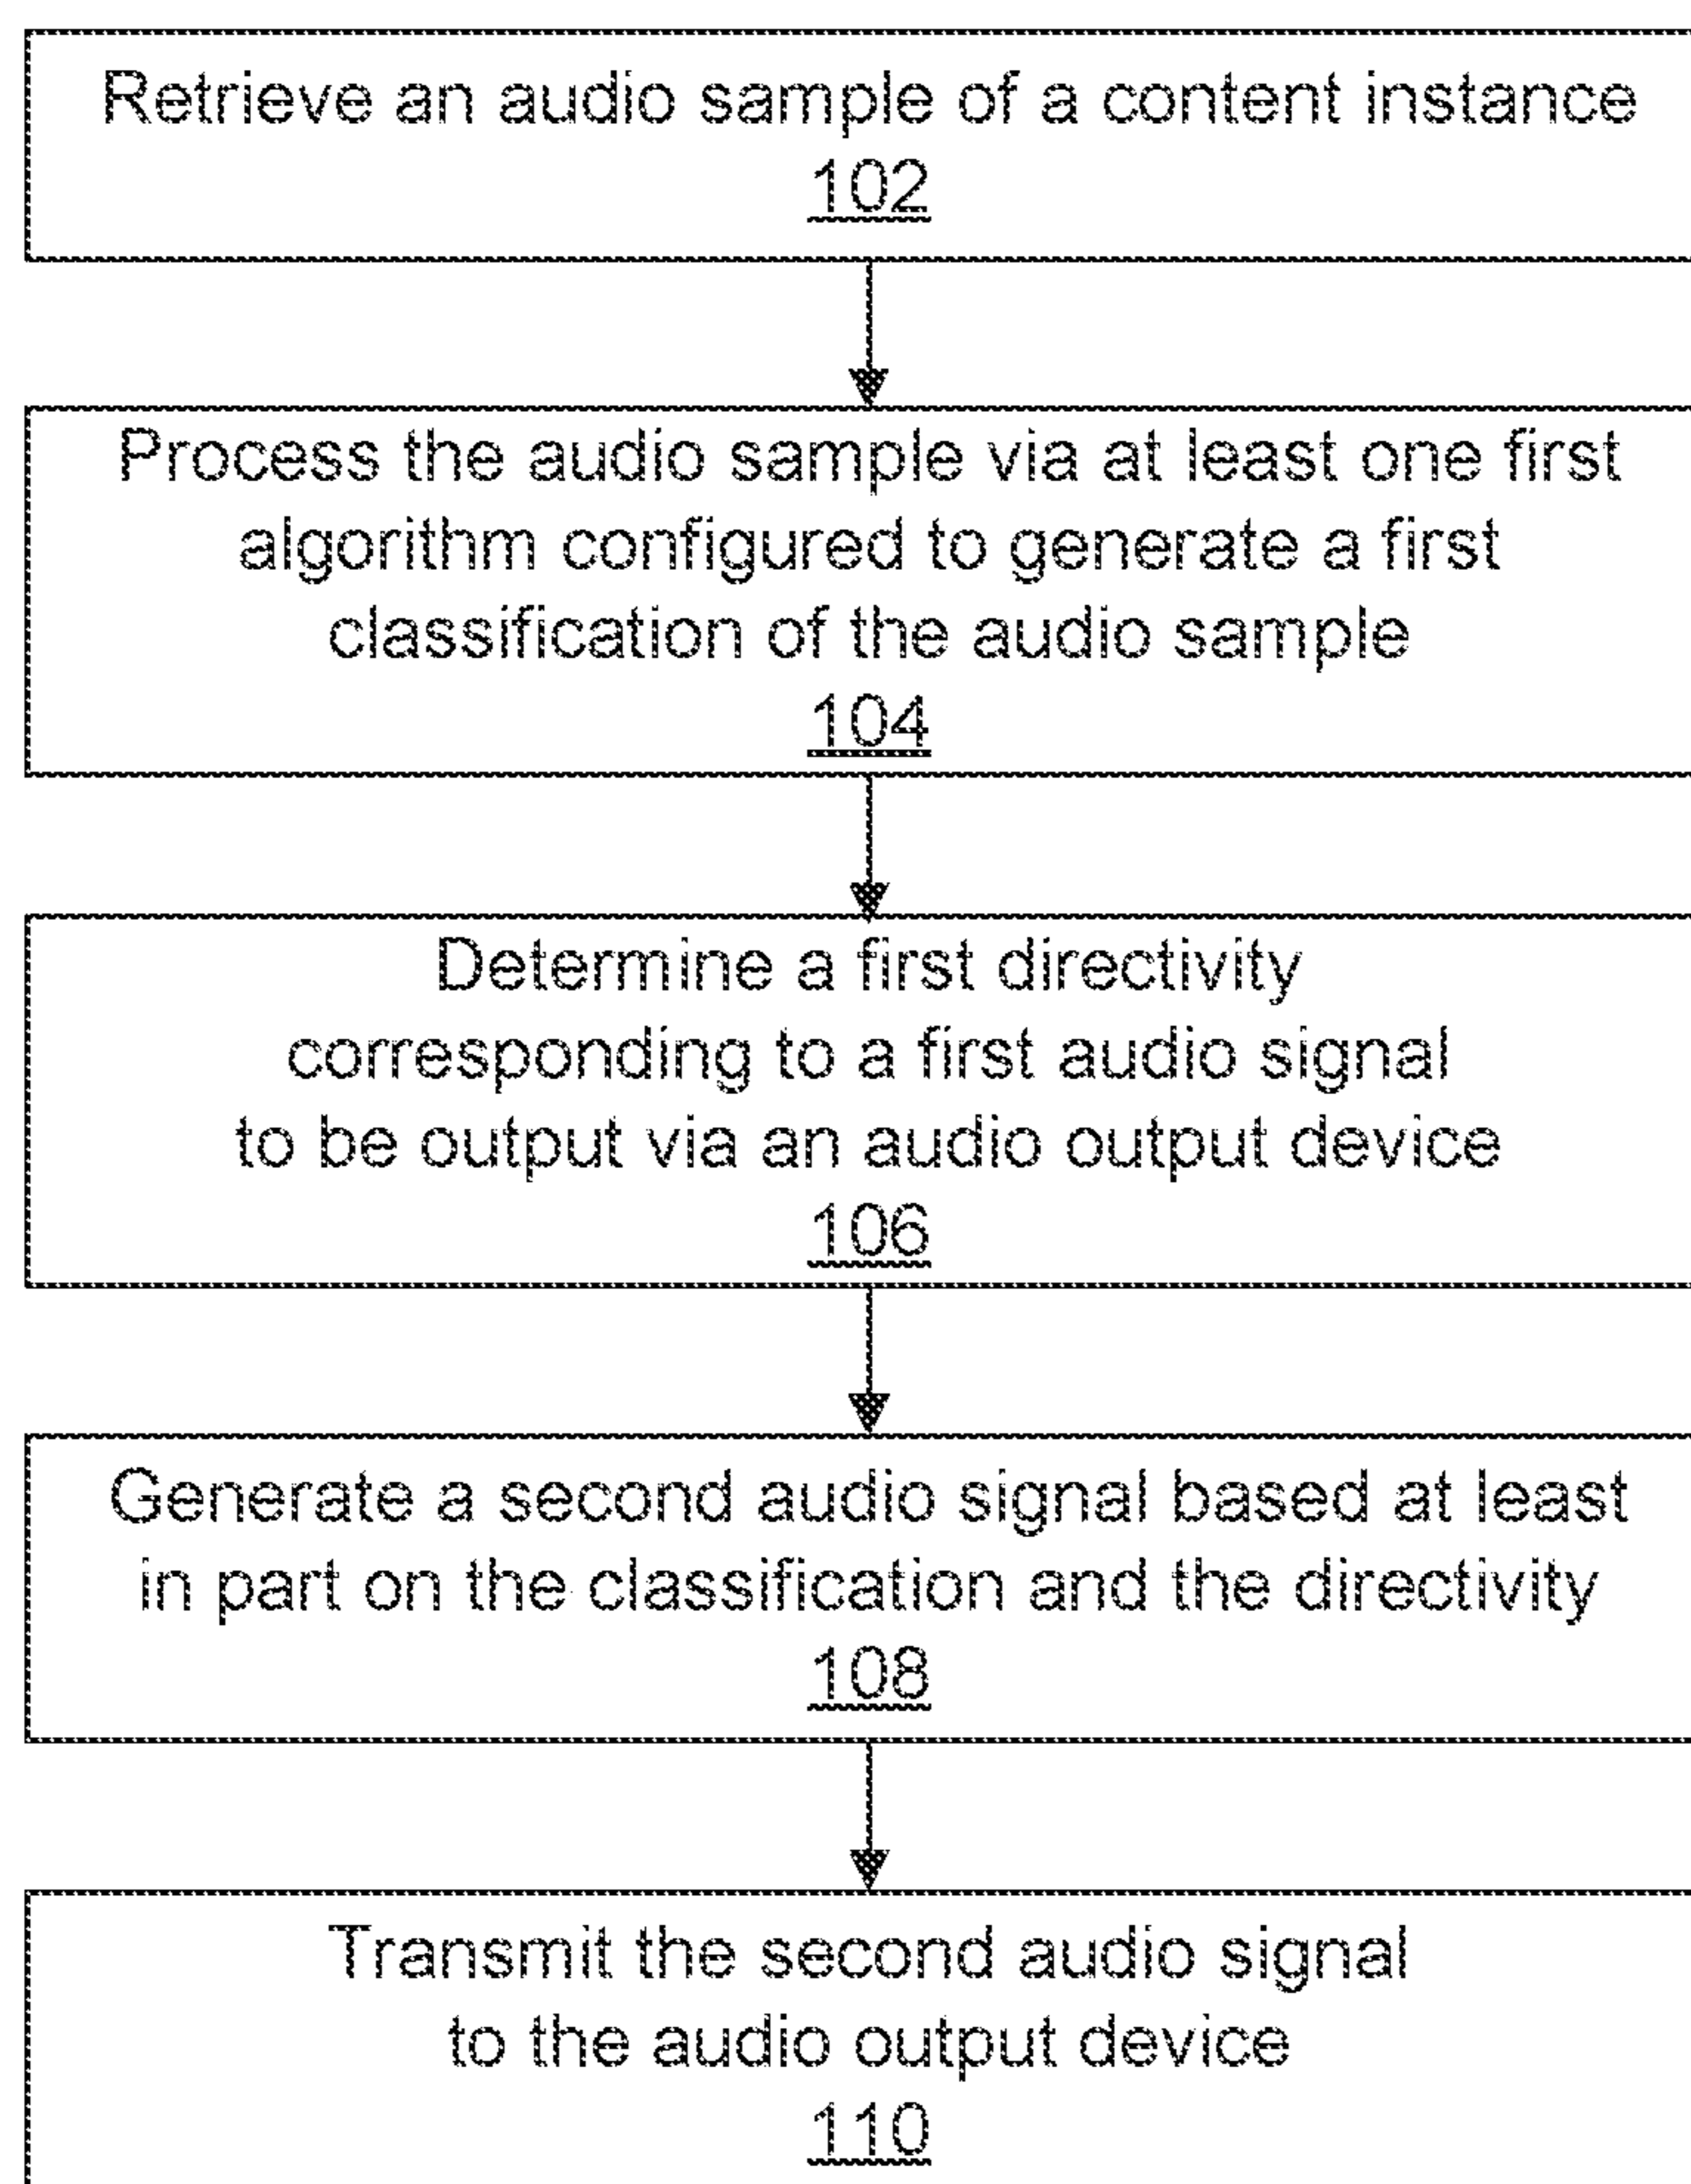 Retrieve an audio sample of a content instance
102
Process the audio sample via at least one first
algorithm configured to generate a first
classification of the audio sample
104
Determine a first directivity
corresponding to a first audio signal
to be output via an audio output device
106
Generate a second audio signal based at least
in part on the classification and the directivity
108
Transmit the second audio signal
to the audio output device
110